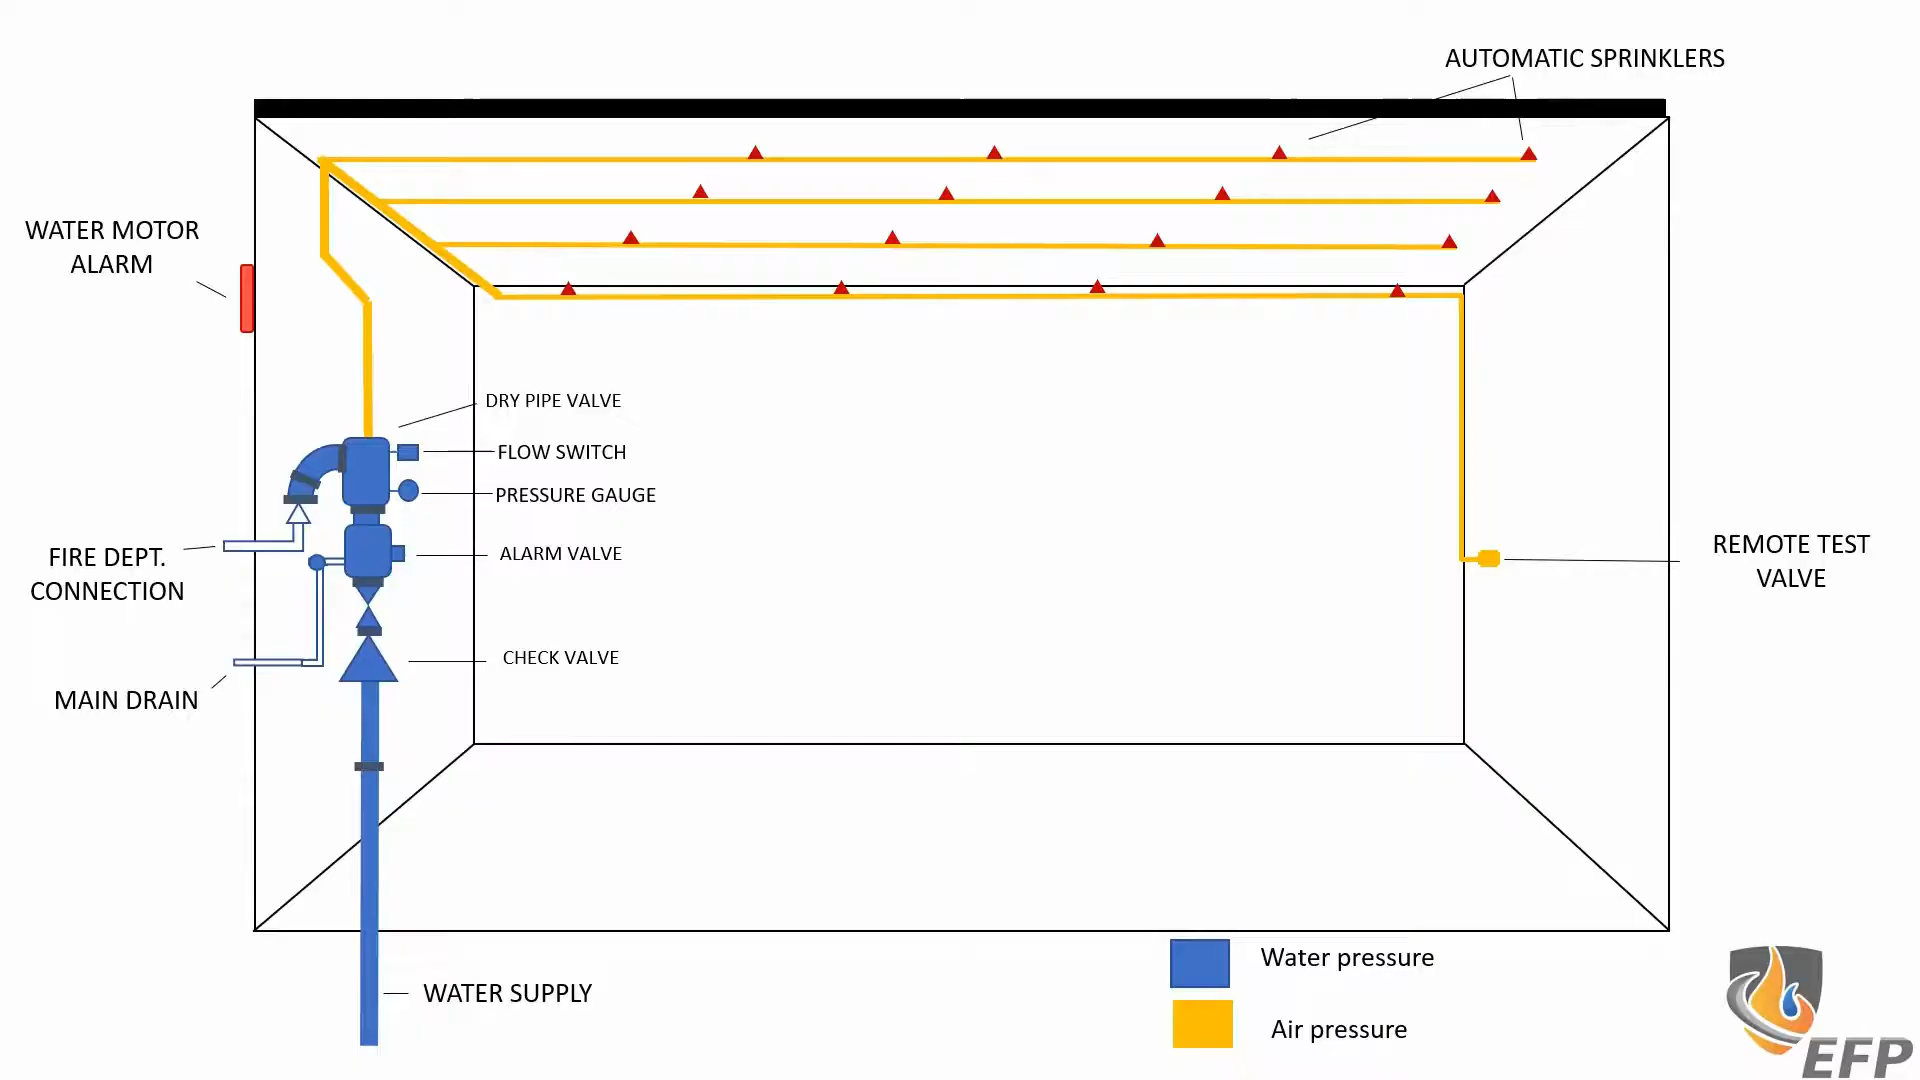 AUTOMATIC SPRINKLERS
WATER MOTOR
ALARM
DRY PIPE VALVE
FLOW SWITCH
PRESSURE GAUGE
FIRE DEPT.
CONNECTION
ALARM VALVE
REMOTE TEST
VALVE
CHECK VALVE
MAIN DRAIN
WATER SUPPLY
Water pressure
Air pressure
EFP